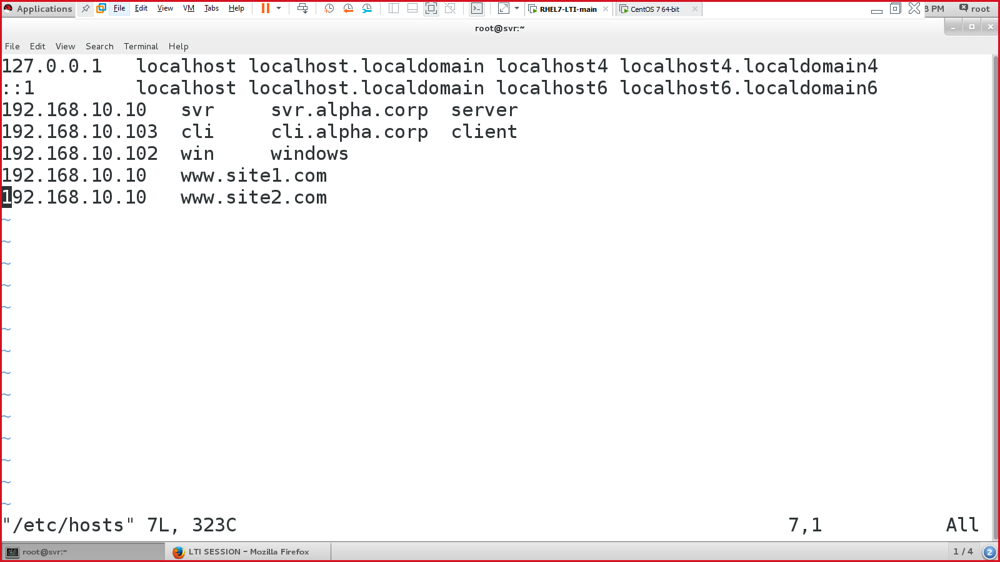 Applications File Edit View VM Tabs Help RHEL7-LTI-main CentOS 7 64-bit 8 PM root
root@svr:~
File Edit View Search Terminal Help
127.0.0.1   localhost localhost.localdomain localhost4 localhost4.localdomain4
::1         localhost localhost.localdomain localhost6 localhost6.localdomain6
192.168.10.10   svr     svr.alpha.corp  server
192.168.10.103  cli     cli.alpha.corp  client
192.168.10.102  win     windows
192.168.10.10   www.site1.com
192.168.10.10   www.site2.com
~
~
~
~
~
~
~
~
~
~
~
~
~
~
"/etc/hosts" 7L, 323C 7,1 All
root@svr:~ LTI SESSION - Mozilla Firefox 1 / 4 2